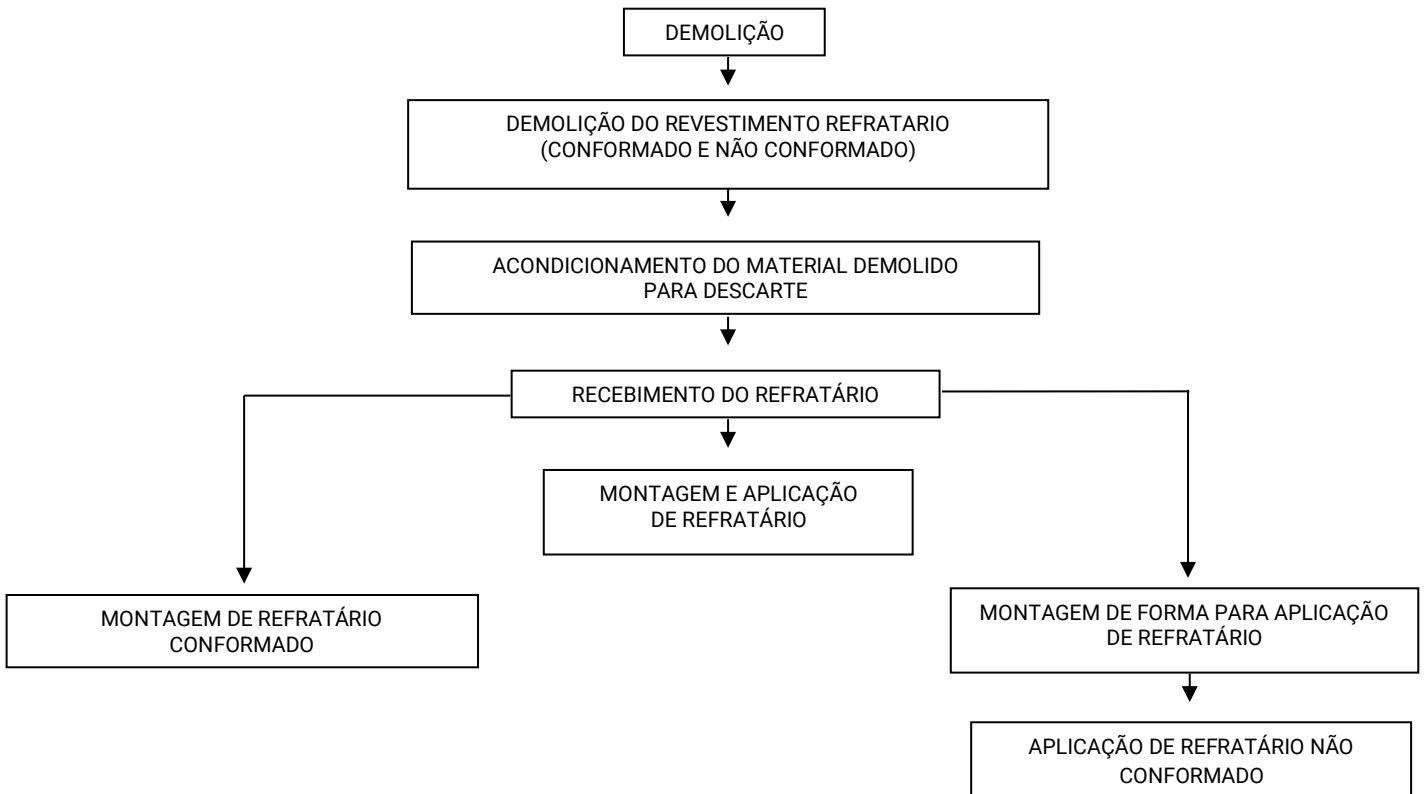 DEMOLIÇÃO
DEMOLIÇÃO DO REVESTIMENTO REFRATARIO
(CONFORMADO E NÃO CONFORMADO)
ACONDICIONAMENTO DO MATERIAL DEMOLIDO
PARA DESCARTE
RECEBIMENTO DO REFRATÁRIO
MONTAGEM E APLICAÇÃO
DE REFRATÁRIO
MONTAGEM DE REFRATÁRIO
CONFORMADO
MONTAGEM DE FORMA PARA APLICAÇÃO
DE REFRATÁRIO
APLICAÇÃO DE REFRATÁRIO NÃO
CONFORMADO